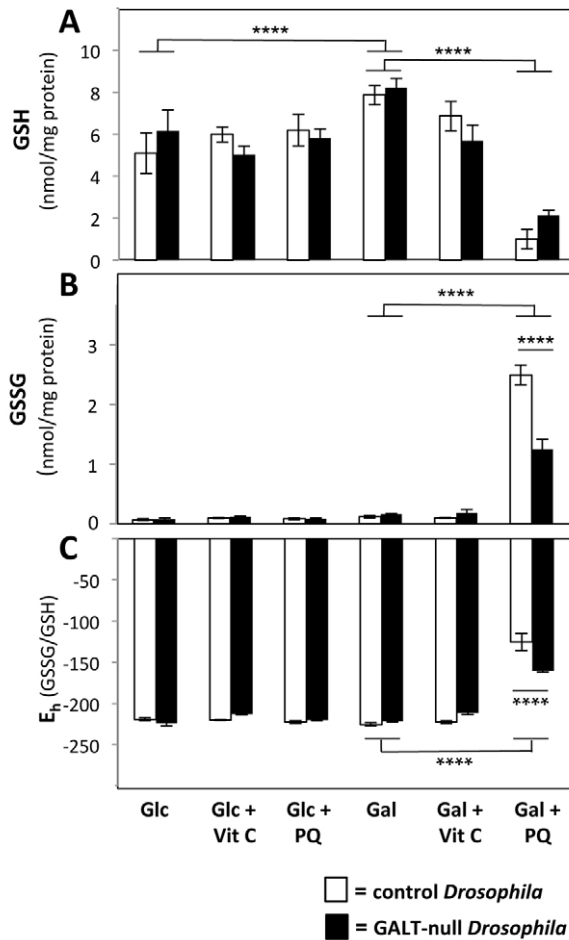 A
****
****
12
10
8
6
4
2
0
GSH
(nmol/mg protein)
B
****
****
3
2
1
0
GSSG
(nmol/mg protein)
C
-50
-100
-150
-200
-250
Eh (GSSG/GSH)
****
****
Glc
Glc +
Vit C
Glc +
PQ
Gal
Gal +
Vit C
Gal +
PQ
= control Drosophila
= GALT-null Drosophila